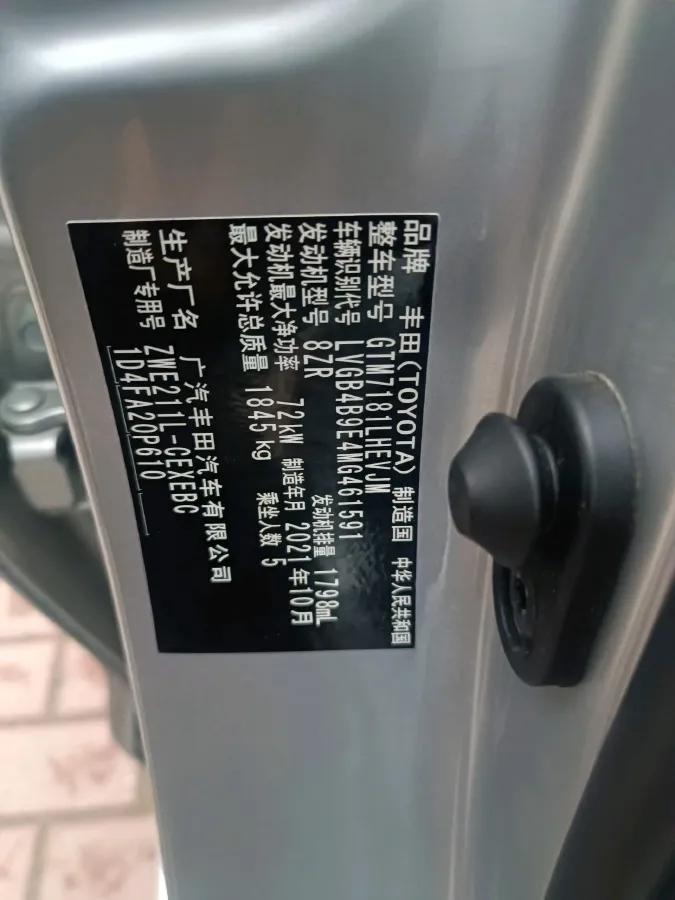 品牌 丰田(TOYOTA) 制造国 中华人民共和国
整车型号 GTM7181LHEVJM
车辆识别代号 LVGB4B9E4MG461591
发动机型号 8ZR 发动机排量 1798mL
发动机最大净功率 72kW 制造年月 2021年10月
最大允许总质量 1845kg 乘坐人数 5
生产厂名 广汽丰田汽车有限公司
制造厂专用号 ZWE211L-CEXEBC
1D4FA20P610